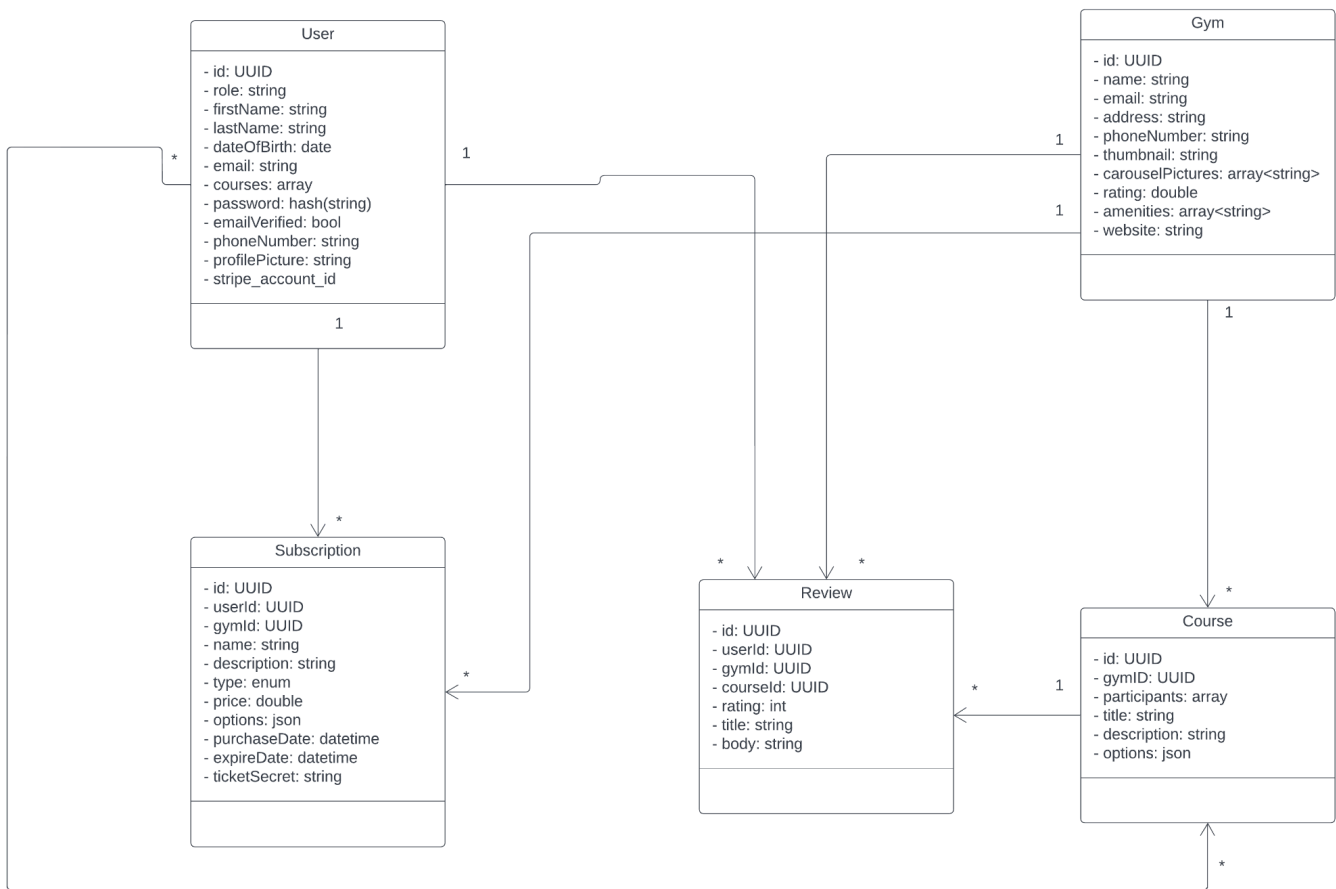 User
- id: UUID
- role: string
- firstName: string
- lastName: string
- dateOfBirth: date
- email: string
- courses: array
- password: hash(string)
- emailVerified: bool
- phoneNumber: string
- profilePicture: string
- stripe_account_id
*
1
1
*
Gym
- id: UUID
- name: string
- email: string
- address: string
- phoneNumber: string
- thumbnail: string
- carouselPictures: array<string>
- rating: double
- amenities: array<string>
- website: string
1
1
1
*
Subscription
- id: UUID
- userId: UUID
- gymId: UUID
- name: string
- description: string
- type: enum
- price: double
- options: json
- purchaseDate: datetime
- expireDate: datetime
- ticketSecret: string
*
*
*
Review
- id: UUID
- userId: UUID
- gymId: UUID
- courseId: UUID
- rating: int
- title: string
- body: string
*
1
Course
- id: UUID
- gymID: UUID
- participants: array
- title: string
- description: string
- options: json
*